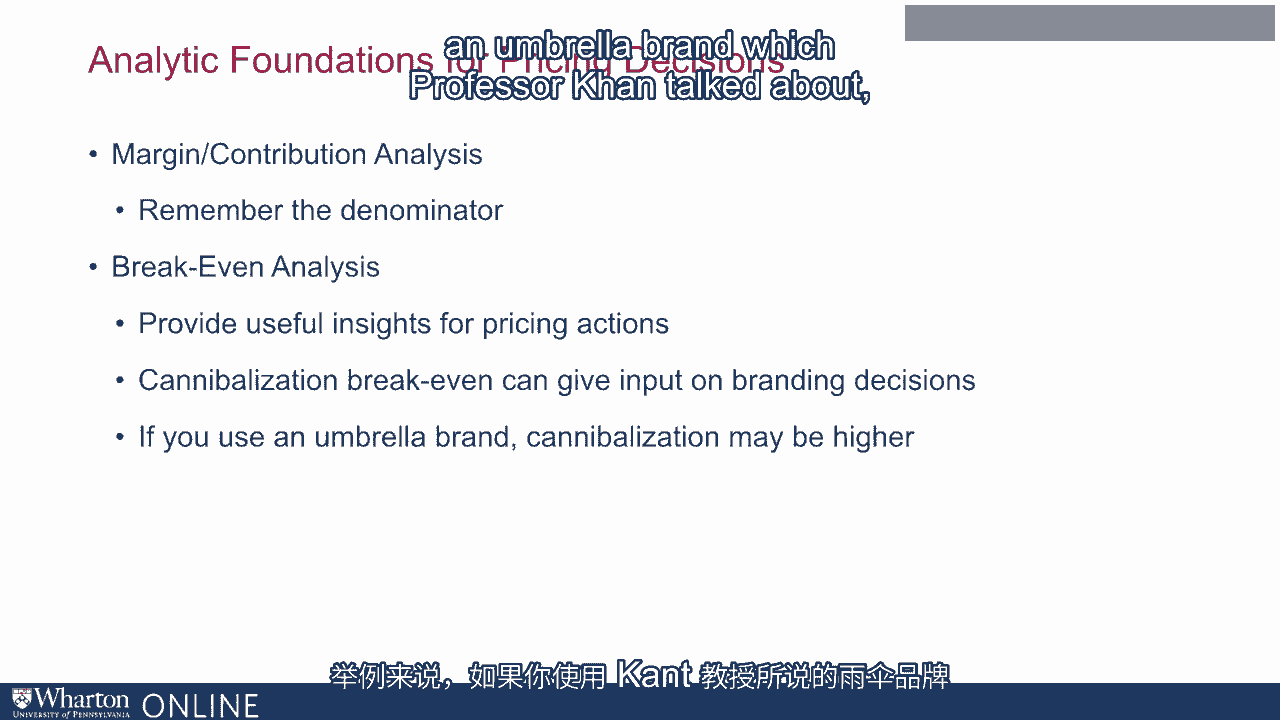 an umbrella brand which
Professor Khan talked about,
Analytic Foundations for Pricing Decisions
• Margin/Contribution Analysis
• Remember the denominator
• Break-Even Analysis
• Provide useful insights for pricing actions
• Cannibalization break-even can give input on branding decisions
• If you use an umbrella brand, cannibalization may be higher
举例来说，如果你使用 Kant 教授所说的雨伞品牌
Wharton ONLINE
UNIVERSITY of PENNSYLVANIA